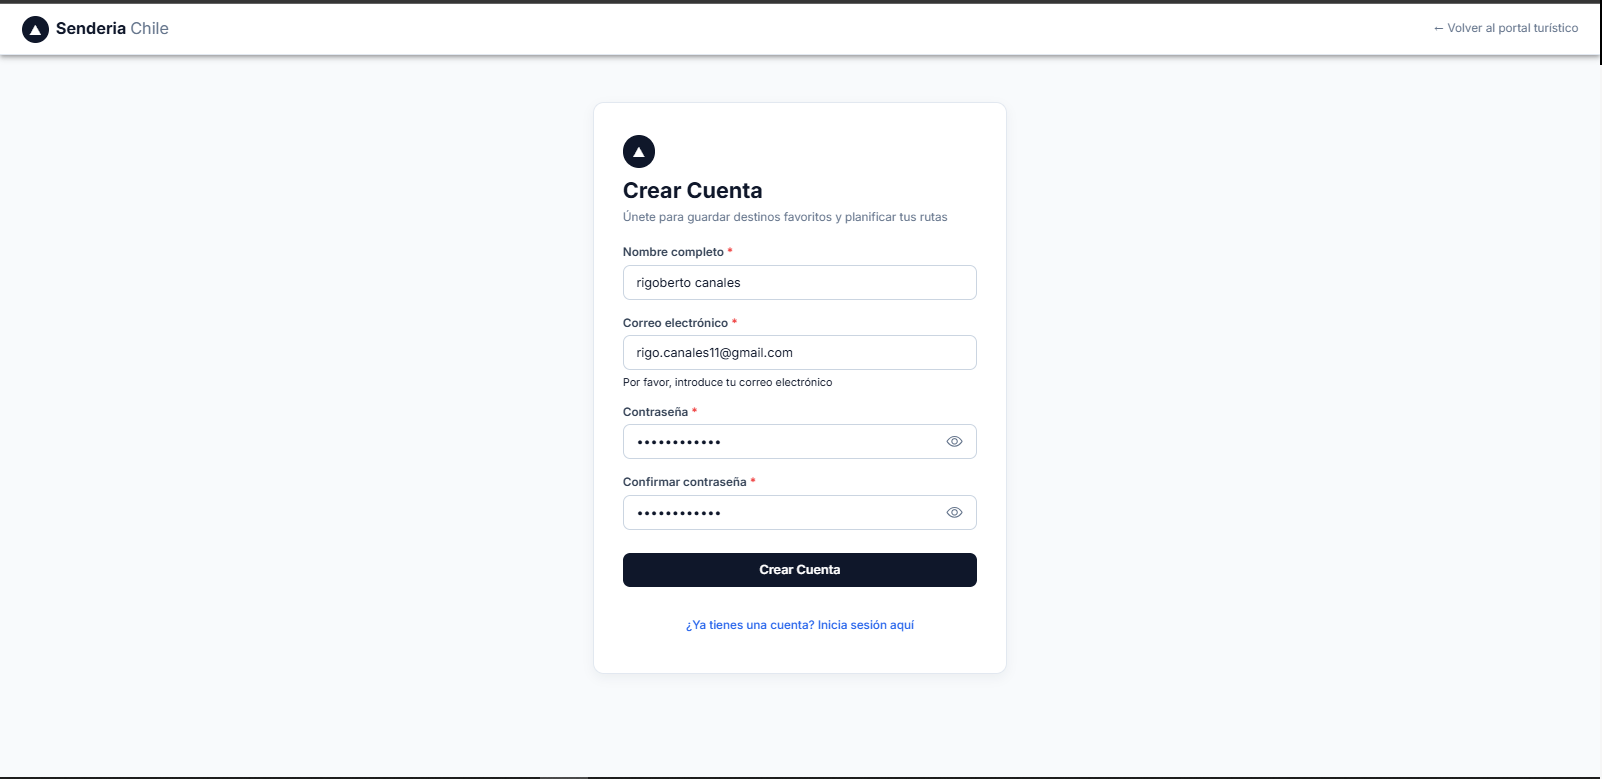 Senderia Chile
← Volver al portal turístico
Crear Cuenta
Únete para guardar destinos favoritos y planificar tus rutas
Nombre completo *
rigoberto canales
Correo electrónico *
rigo.canales11@gmail.com
Por favor, introduce tu correo electrónico
Contraseña *
••••••••••••
Confirmar contraseña *
••••••••••••
Crear Cuenta
¿Ya tienes una cuenta? Inicia sesión aquí